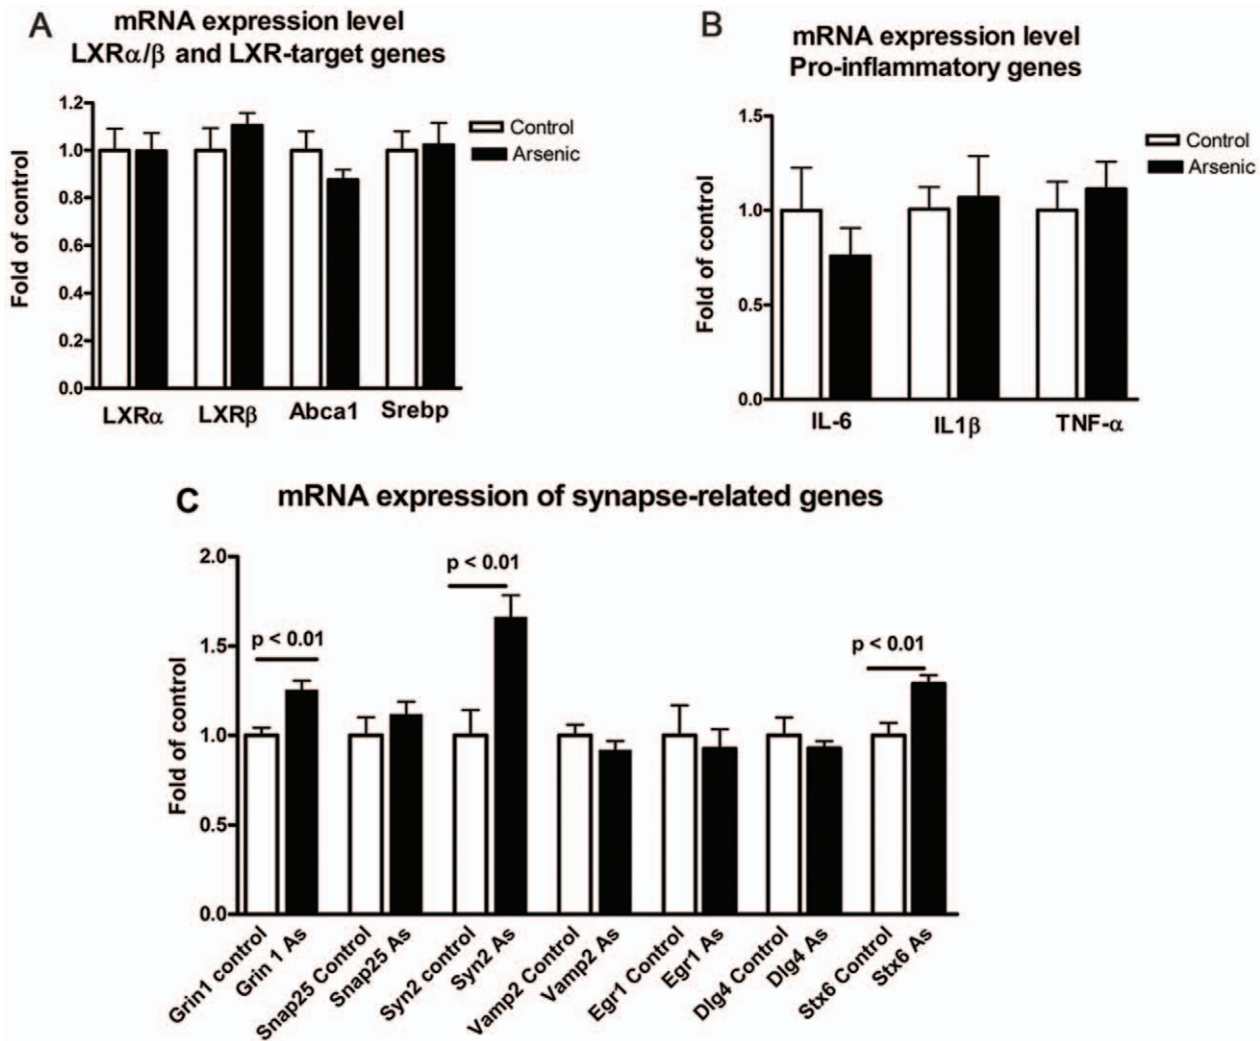 A
mRNA expression level
LXRα/β and LXR-target genes
1.2
1.0
0.8
0.6
0.4
0.2
0.0
Fold of control
Control
Arsenic
LXRα LXRβ Abca1 Srebp
B
mRNA expression level
Pro-inflammatory genes
1.5
1.0
0.5
0.0
Fold of control
Control
Arsenic
IL-6 IL1β TNF-α
C
mRNA expression of synapse-related genes
2.0
1.5
1.0
0.5
0.0
Fold of control
p < 0.01
p < 0.01
p < 0.01
Grin1 control
Grin 1 As
Snap25 Control
Snap25 As
Syn2 control
Syn2 As
Vamp2 Control
Vamp2 As
Egr1 Control
Egr1 As
Dlg4 Control
Dlg4 As
Stx6 Control
Stx6 As